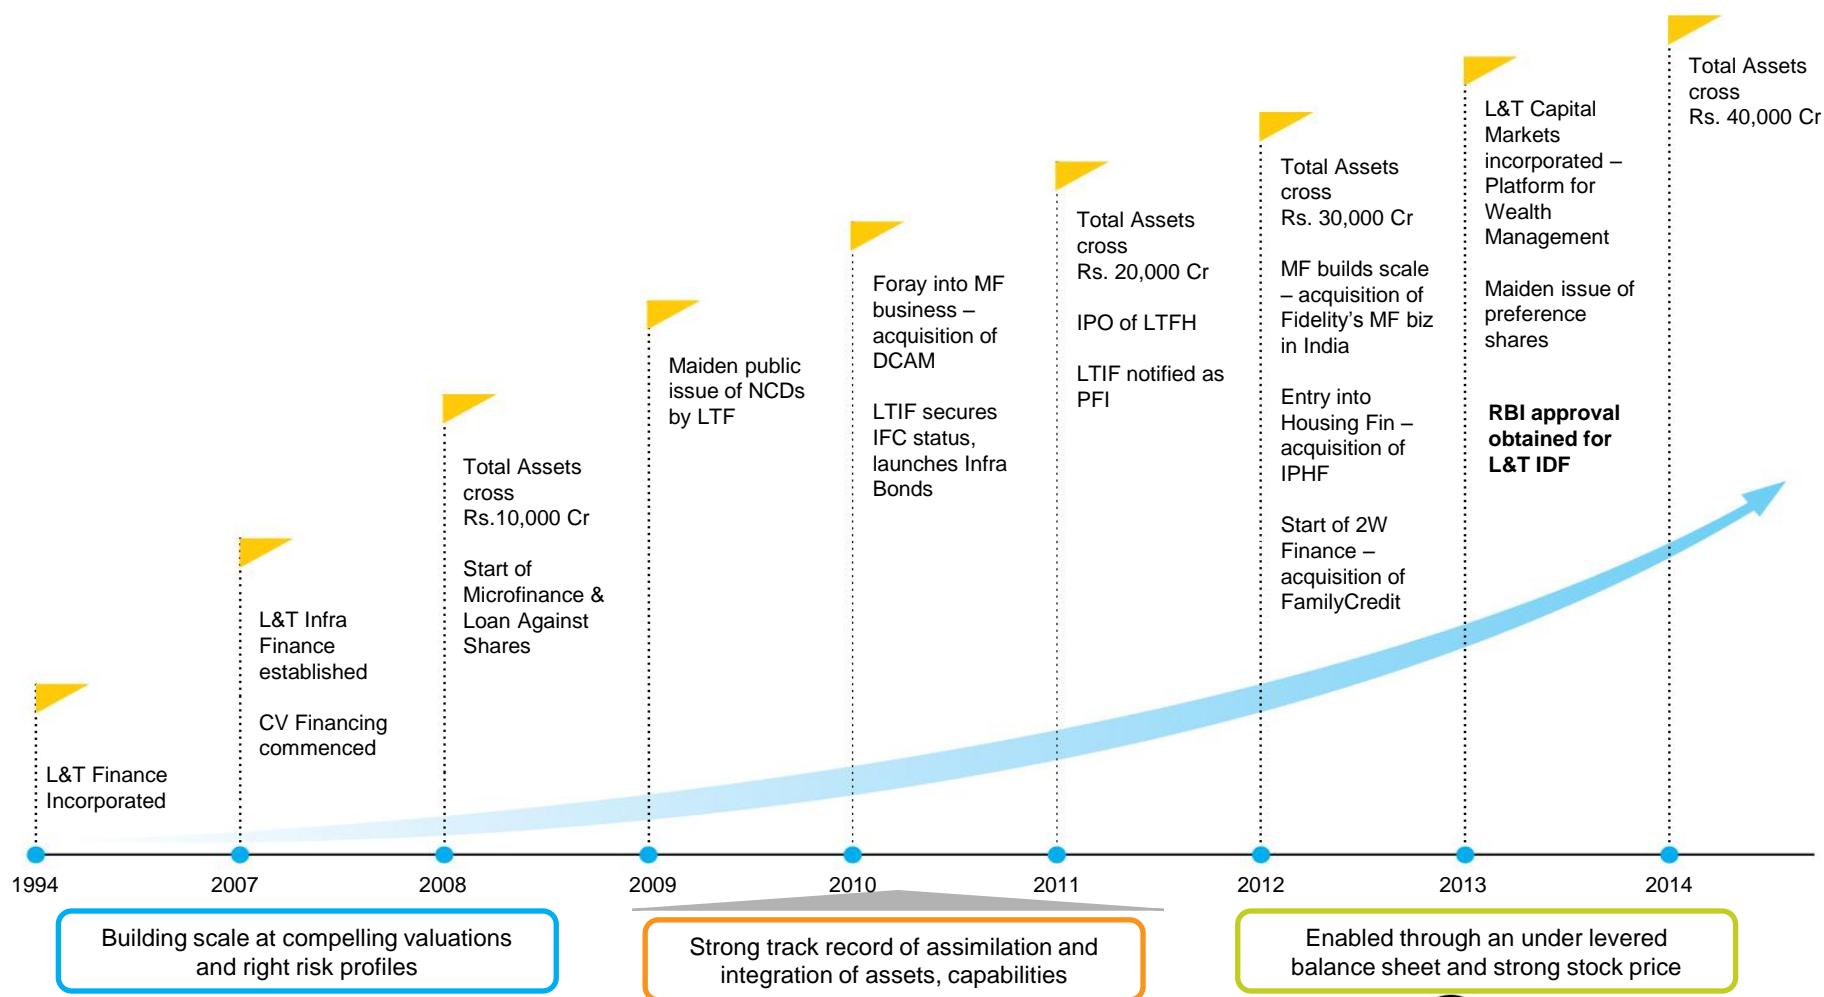 L&T Finance
Incorporated
L&T Infra
Finance
established
CV Financing
commenced
Total Assets
cross
Rs.10,000 Cr
Start of
Microfinance &
Loan Against
Shares
Maiden public
issue of NCDs
by LTF
Foray into MF
business –
acquisition of
DCAM
LTIF secures
IFC status,
launches Infra
Bonds
Total Assets
cross
Rs. 20,000 Cr
IPO of LTFH
LTIF notified as
PFI
Total Assets
cross
Rs. 30,000 Cr
MF builds scale
– acquisition of
Fidelity's MF biz
in India
Entry into
Housing Fin –
acquisition of
IPHF
Start of 2W
Finance –
acquisition of
FamilyCredit
L&T Capital
Markets
incorporated –
Platform for
Wealth
Management
Maiden issue of
preference
shares
RBI approval
obtained for
L&T IDF
Total Assets
cross
Rs. 40,000 Cr
1994 2007 2008 2009 2010 2011 2012 2013 2014
Building scale at compelling valuations
and right risk profiles
Strong track record of assimilation and
integration of assets, capabilities
Enabled through an under levered
balance sheet and strong stock price